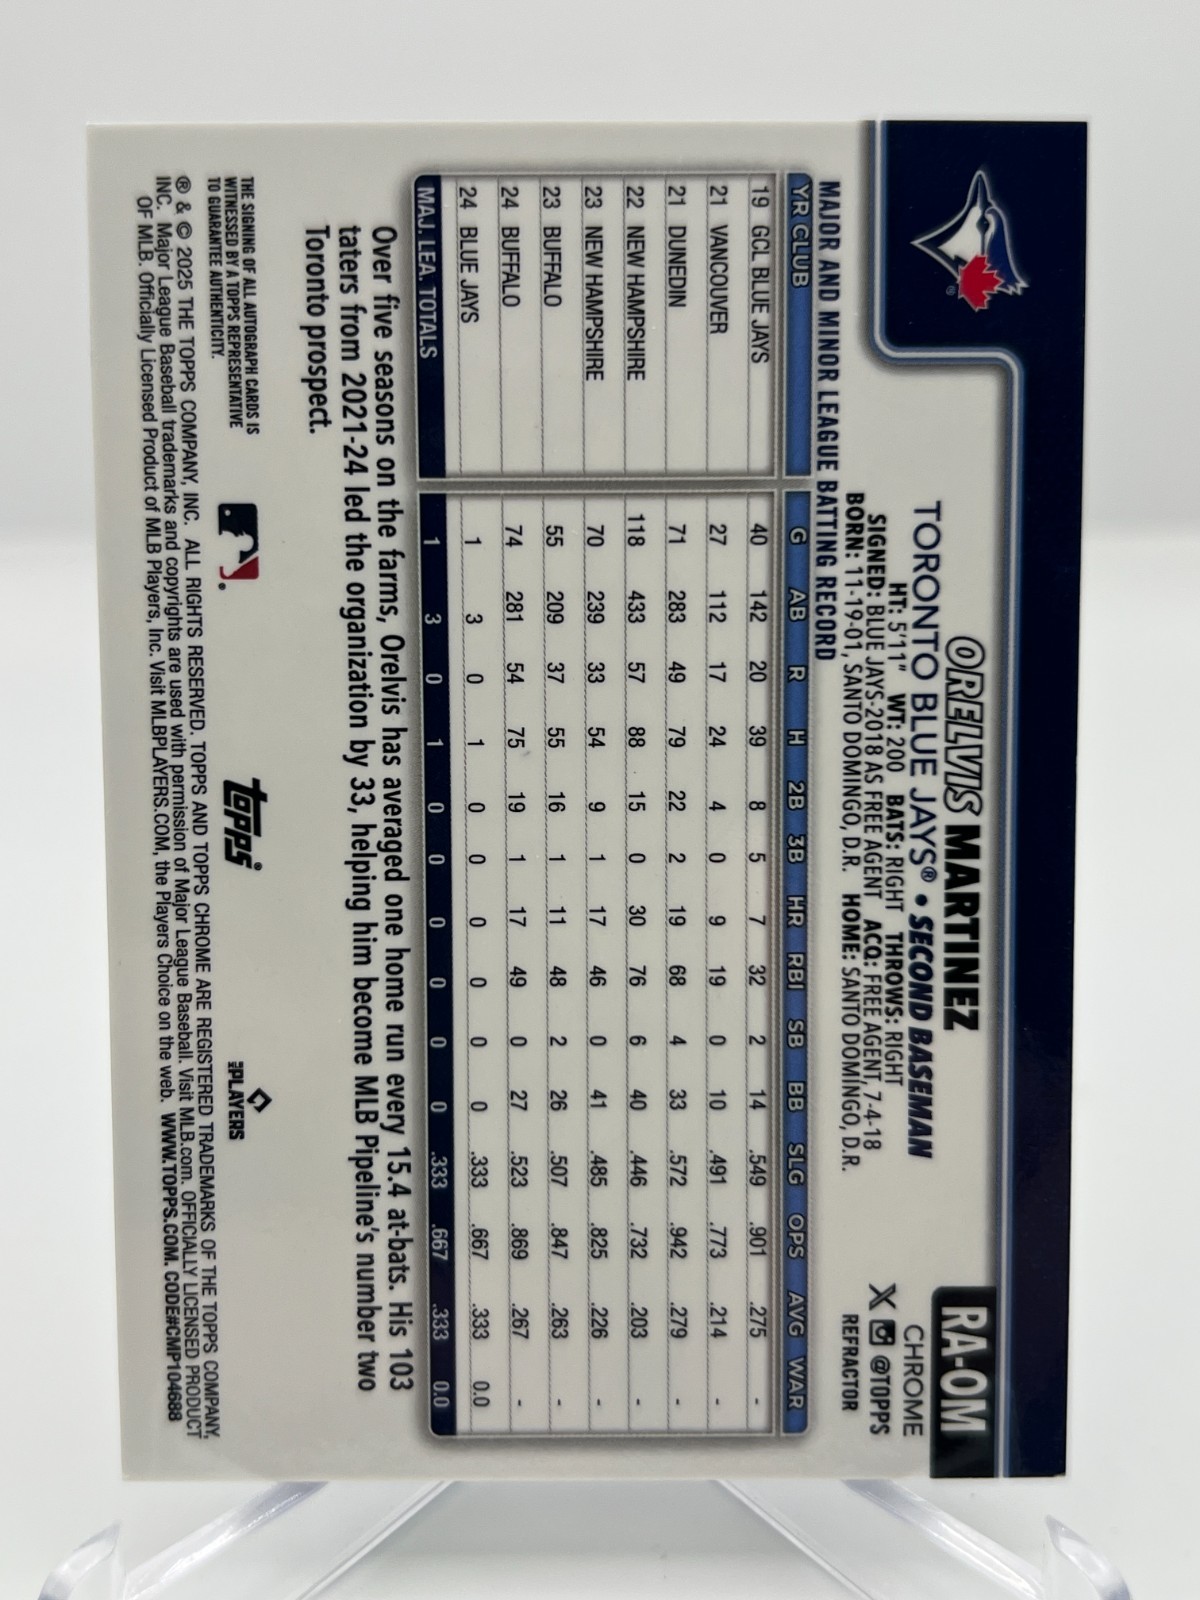 RA-OM
ORELVIS MARTINEZ
TORONTO BLUE JAYS® • SECOND BASEMAN
CHROME
HT: 5'11" WT: 200 BATS: RIGHT THROWS: RIGHT
X @TOPPS
SIGNED: BLUE JAYS-2018 AS FREE AGENT ACQ: FREE AGENT, 7-4-18
BORN: 11-19-01, SANTO DOMINGO, D.R. HOME: SANTO DOMINGO, D.R.
REFRACTOR
MAJOR AND MINOR LEAGUE BATTING RECORD
YR CLUB G AB R H 2B 3B HR RBI SB BB SLG OPS AVG WAR
19 GCL BLUE JAYS 40 142 20 39 8 5 7 32 2 14 .549 .901 .275 -
21 VANCOUVER 27 112 17 24 4 0 9 19 0 10 .491 .773 .214 -
21 DUNEDIN 71 283 49 79 22 2 19 68 4 33 .572 .942 .279 -
22 NEW HAMPSHIRE 118 433 57 88 15 0 30 76 6 40 .446 .732 .203 -
23 NEW HAMPSHIRE 70 239 33 54 9 1 17 46 0 41 .485 .825 .226 -
23 BUFFALO 55 209 37 55 16 1 11 48 2 26 .507 .847 .263 -
24 BUFFALO 74 281 54 75 19 1 17 49 0 27 .523 .869 .267 -
24 BLUE JAYS 1 3 0 1 0 0 0 0 0 0 .333 .667 .333 0.0
MAJ. LEA. TOTALS 1 3 0 1 0 0 0 0 0 0 .333 .667 .333 0.0
Over five seasons on the farms, Orelvis has averaged one home run every 15.4 at-bats. His 103
taters from 2021-24 led the organization by 33, helping him become MLB Pipeline's number two
Toronto prospect.
THE SIGNING OF ALL AUTOGRAPH CARDS IS
WITNESSED BY A TOPPS REPRESENTATIVE
TO GUARANTEE AUTHENTICITY.
topps®
MLB PLAYERS
® & © 2025 THE TOPPS COMPANY, INC. ALL RIGHTS RESERVED. TOPPS AND TOPPS CHROME ARE REGISTERED TRADEMARKS OF THE TOPPS COMPANY,
INC. Major League Baseball trademarks and copyrights are used with permission of Major League Baseball. Visit MLB.com. OFFICIALLY LICENSED PRODUCT
OF MLB. Officially Licensed Product of MLB Players, Inc. Visit MLBPLAYERS.COM, the Players Choice on the web. WWW.TOPPS.COM. CODE#CMP104688